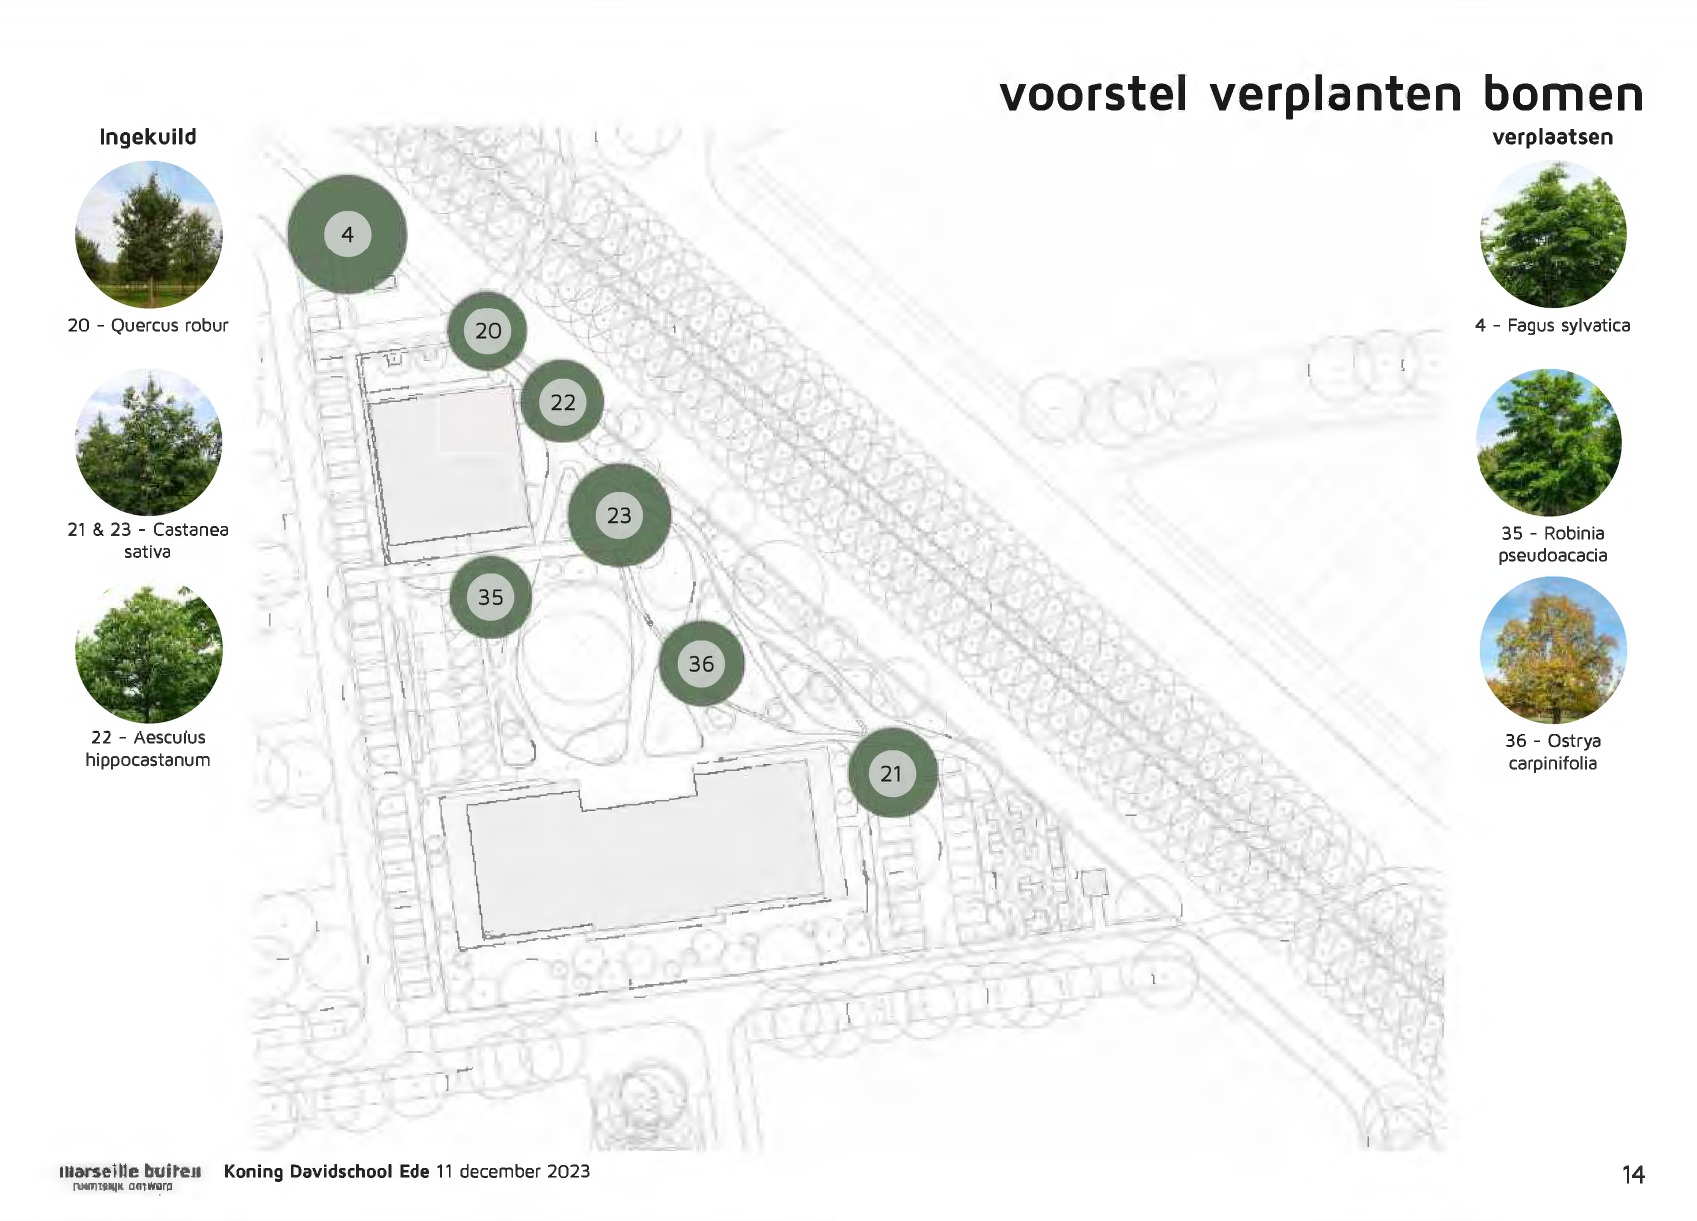 voorstel verplanten bomen
Ingekuild
20 - Quercus robur
21 & 23 - Castanea
sativa
22 - Aesculus
hippocastanum
verplaatsen
4 - Fagus sylvatica
35 - Robinia
pseudoacacia
36 - Ostrya
carpinifolia
4
20
22
23
35
36
21
marseille buiten
ruimtelijk ontwerp
Koning Davidschool Ede 11 december 2023
14